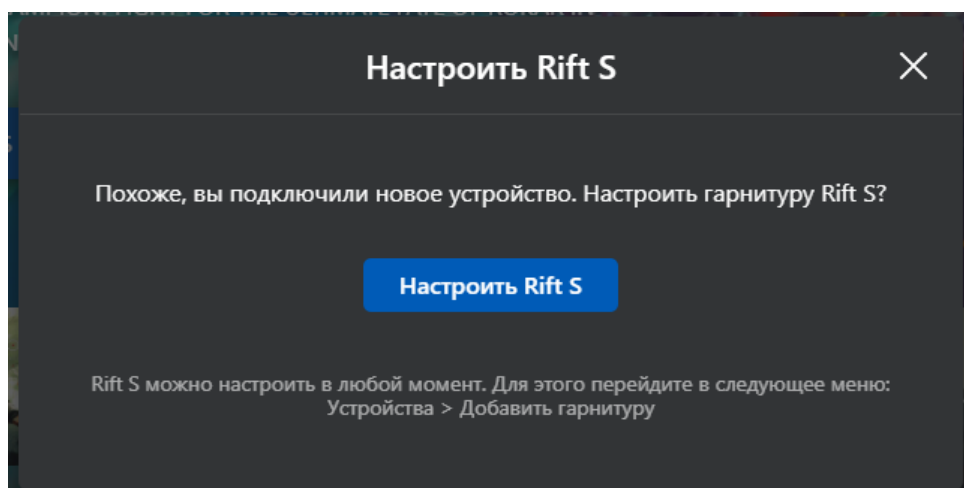 Настроить Rift S
Похоже, вы подключили новое устройство. Настроить гарнитуру Rift S?
Настроить Rift S
Rift S можно настроить в любой момент. Для этого перейдите в следующее меню:
Устройства > Добавить гарнитуру